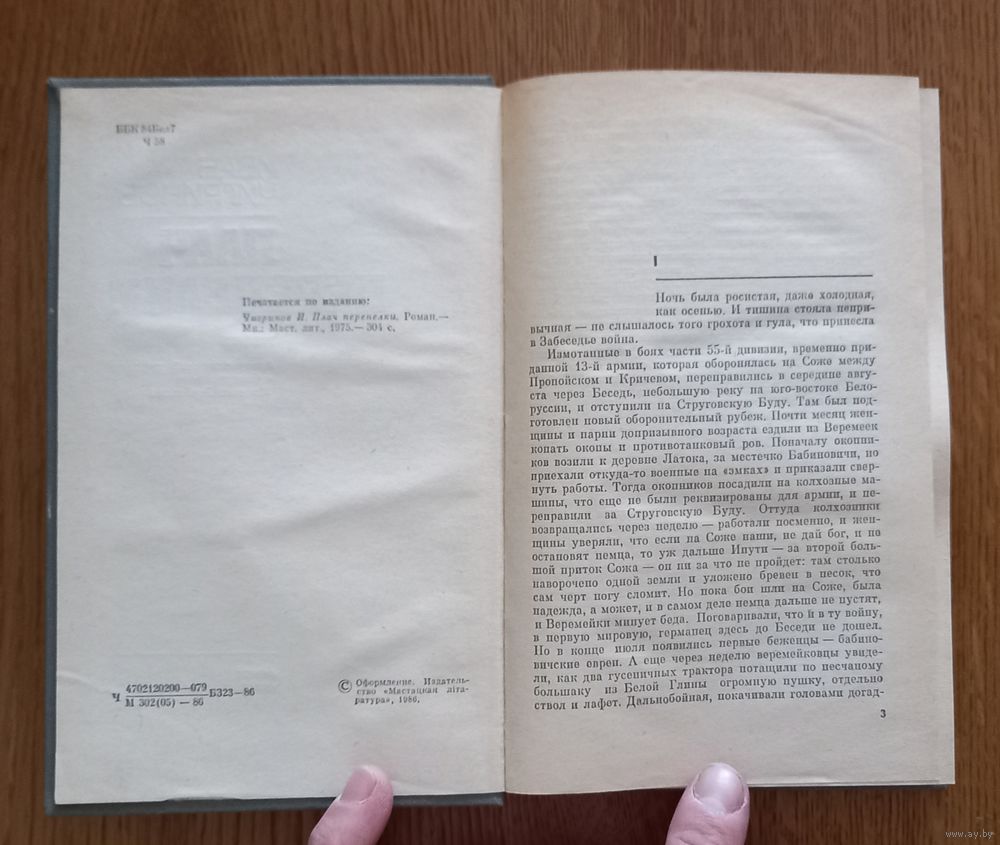 ББК 84Бел7
Ч 58
Печатается по изданию:
Чигринов И. Плач перепелки. Роман.—
Мн.: Маст. лит., 1975.— 304 с.
4702120200—079
Ч
Б323—86
М 302(05) — 86
© Оформление. Издатель-
ство «Мастацкая літа-
ратура», 1986.
I
Ночь была росистая, даже холодная,
как осенью. И тишина стояла непри-
вычная — не слышалось того грохота и гула, что принесла
в Забеседье война.
Измотанные в боях части 55-й дивизии, временно при-
данной 13-й армии, которая оборонялась на Соже между
Пропойском и Кричевом, переправились в середине авгу-
ста через Беседь, небольшую реку на юго-востоке Бело-
руссии, и отступили на Струговскую Буду. Там был под-
готовлен новый оборонительный рубеж. Почти месяц жен-
щины и парни допризывного возраста ездили из Веремеек
копать окопы и противотанковый ров. Поначалу окопни-
ков возили к деревне Латока, за местечко Бабиновичи, но
приехали откуда-то военные на «эмках» и приказали свер-
нуть работы. Тогда окопников посадили на колхозные ма-
шины, что еще не были реквизированы для армии, и пе-
реправили за Струговскую Буду. Оттуда колхозники
возвращались через неделю — работали посменно, и жен-
щины уверяли, что если на Соже наши, не дай бог, и не
остановят немца, то уж дальше Ипути — за второй боль-
шой приток Сожа — он ни за что не пройдет: там столько
наворочено одной земли и уложено бревен в песок, что
сам черт ногу сломит. Но пока бои шли на Соже, была
надежда, а может, и в самом деле немца дальше не пустят,
и Веремейки минует беда. Поговаривали, что й в ту войну,
в первую мировую, германец здесь до Беседи не дошел.
Но в конце июля появились первые беженцы — бабино-
вичские евреи. А еще через неделю веремейковцы увиде-
ли, как два гусеничных трактора потащили по песчаному
большаку из Белой Глины огромную пушку, отдельно
ствол и лафет. Дальнобойная, покачивали головами догад-
3
www.ay.by